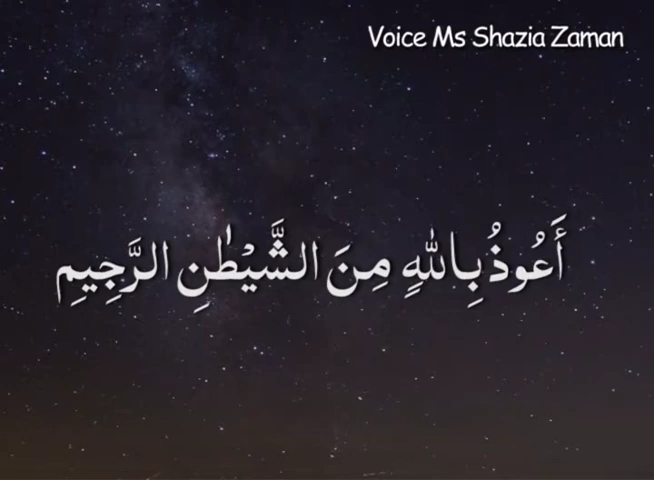 Voice Ms Shazia Zaman
أَعُوذُ بِاللهِ مِنَ الشَّيْطٰنِ الرَّجِيمِ